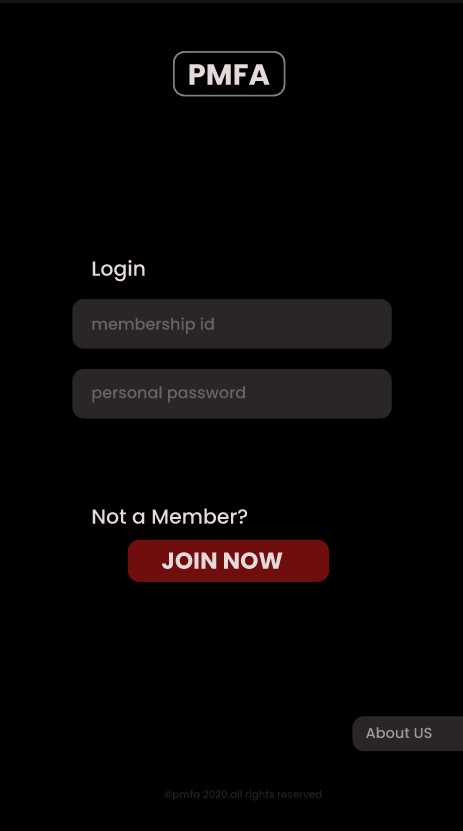 PMFA
Login
membership id
personal password
Not a Member?
JOIN NOW
About US
©pmfa 2020.all rights reserved